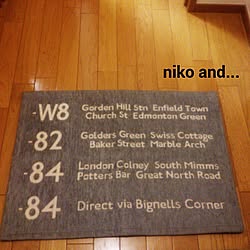 niko and...
-W8 Gorden Hill Stn Enfield Town
Church St Edmonton Green
-82 Golders Green Swiss Cottage
Baker Street Marble Arch
-84 London Colney South Mimms
Potters Bar Great North Road
-84 Direct via Bignells Corner